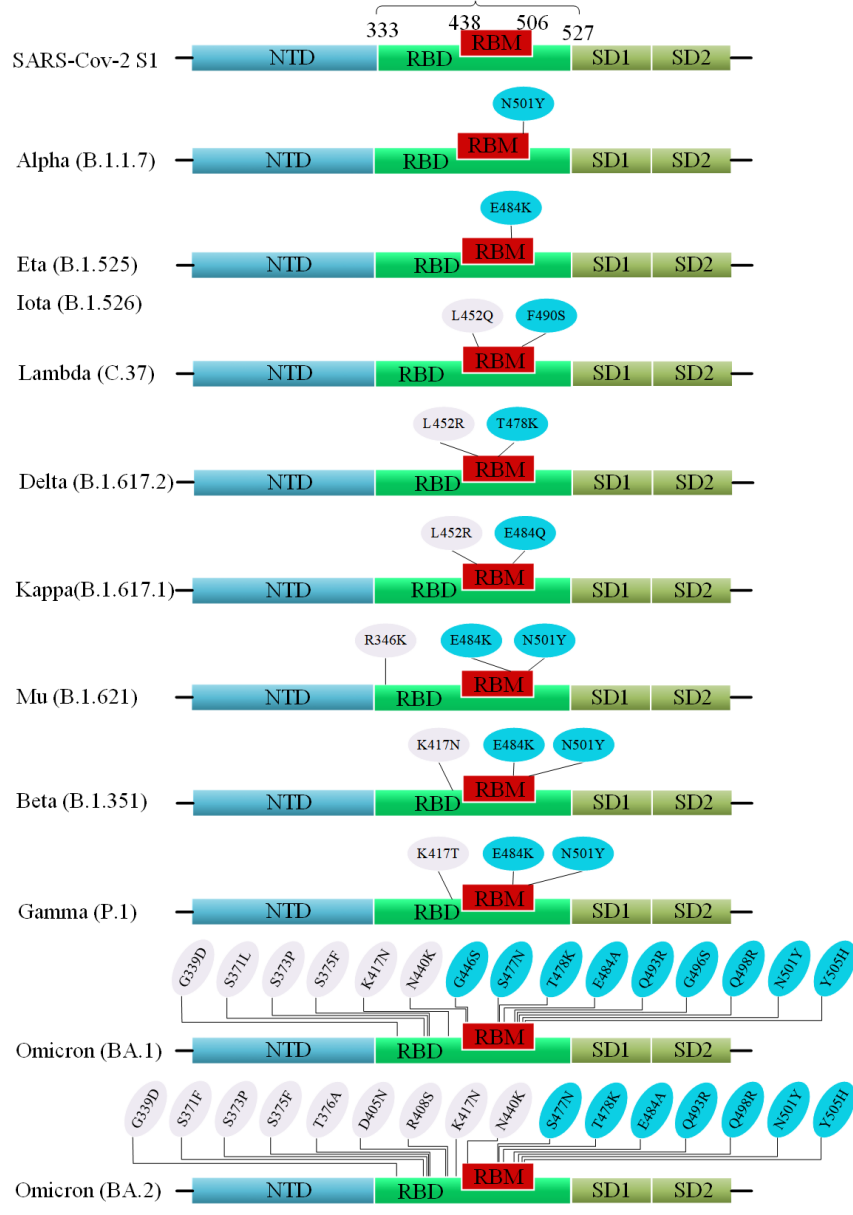 438 506
333 527
SARS-Cov-2 S1 NTD RBD RBM SD1 SD2
N501Y
Alpha (B.1.1.7) NTD RBD RBM SD1 SD2
E484K
Eta (B.1.525) NTD RBD RBM SD1 SD2
Iota (B.1.526)
L452Q F490S
Lambda (C.37) NTD RBD RBM SD1 SD2
L452R T478K
Delta (B.1.617.2) NTD RBD RBM SD1 SD2
L452R E484Q
Kappa(B.1.617.1) NTD RBD RBM SD1 SD2
R346K E484K N501Y
Mu (B.1.621) NTD RBD RBM SD1 SD2
K417N E484K N501Y
Beta (B.1.351) NTD RBD RBM SD1 SD2
K417T E484K N501Y
Gamma (P.1) NTD RBD RBM SD1 SD2
G339D S371L S373P S375F K417N N440K G446S S477N T478K E484A Q493R G496S Q498R N501Y Y505H
Omicron (BA.1) NTD RBD RBM SD1 SD2
G339D S371F S373P S375F T376A D405N R408S K417N N440K S477N T478K E484A Q493R Q498R N501Y Y505H
Omicron (BA.2) NTD RBD RBM SD1 SD2